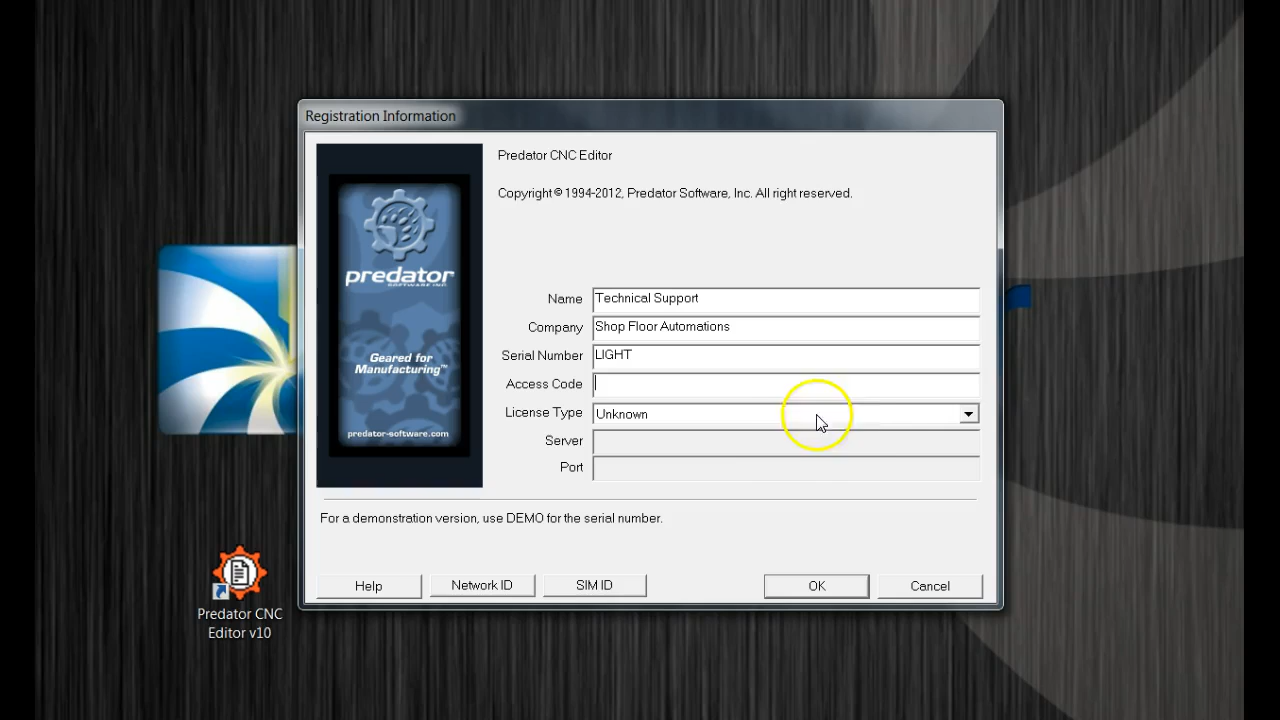 Registration Information
Predator CNC Editor
Copyright © 1994-2012, Predator Software, Inc. All right reserved.
predator
SOFTWARE INC.
Geared for
Manufacturing™
predator-software.com
Name Technical Support
Company Shop Floor Automations
Serial Number LIGHT
Access Code
License Type Unknown
Server
Port
For a demonstration version, use DEMO for the serial number.
Help Network ID SIM ID OK Cancel
Predator CNC
Editor v10